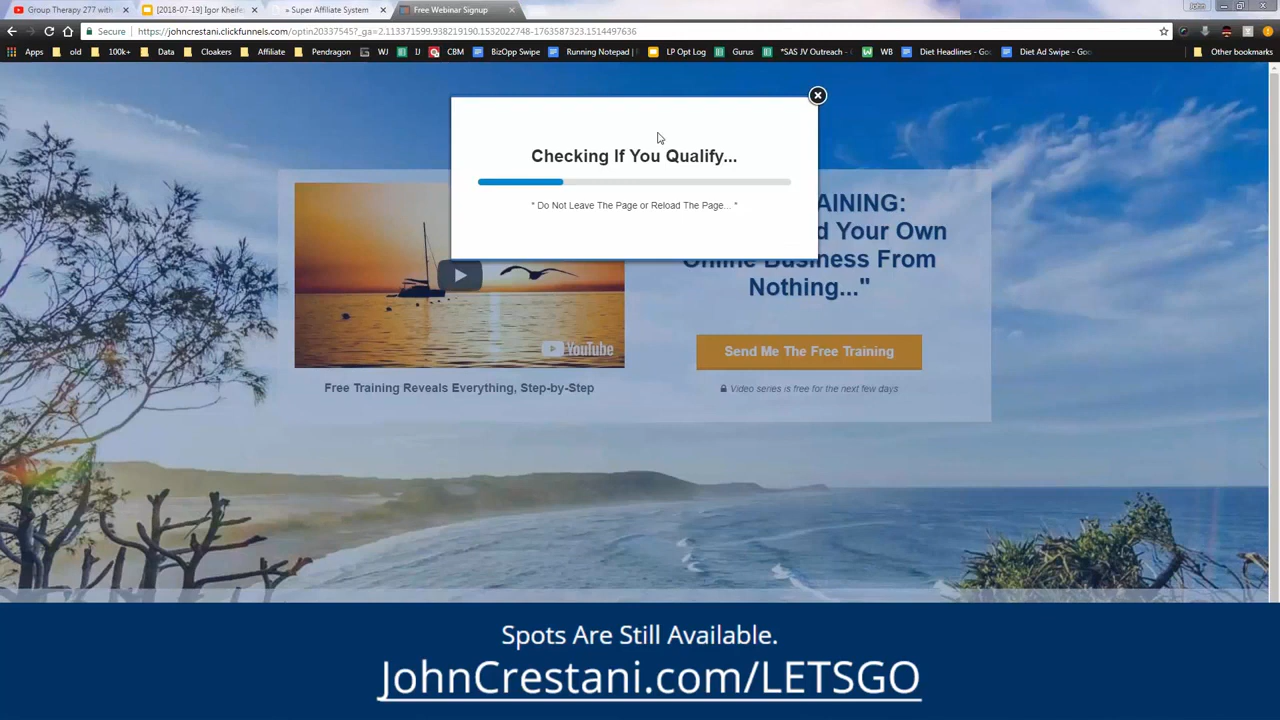 Group Therapy 277 with
[2018-07-19] Igor Kheife
» Super Affiliate System
Free Webinar Signup
John
Secure
https://johncrestani.clickfunnels.com/optin20337545?_ga=2.113371599.938219190.1532022748-1763587323.1514497636
Apps
old
100k+
Data
Cloakers
Affiliate
Pendragon
IJ
CBM
BizOpp Swipe
Running Notepad
LP Opt Log
Gurus
*SAS JV Outreach -
WB
Diet Headlines - Goo
Diet Ad Swipe - Goo
Other bookmarks
Checking If You Qualify...
* Do Not Leave The Page or Reload The Page... *
AINING:
d Your Own
Online Business From
Nothing..."
YouTube
Send Me The Free Training
Free Training Reveals Everything, Step-by-Step
Video series is free for the next few days
Spots Are Still Available.
JohnCrestani.com/LETSGO